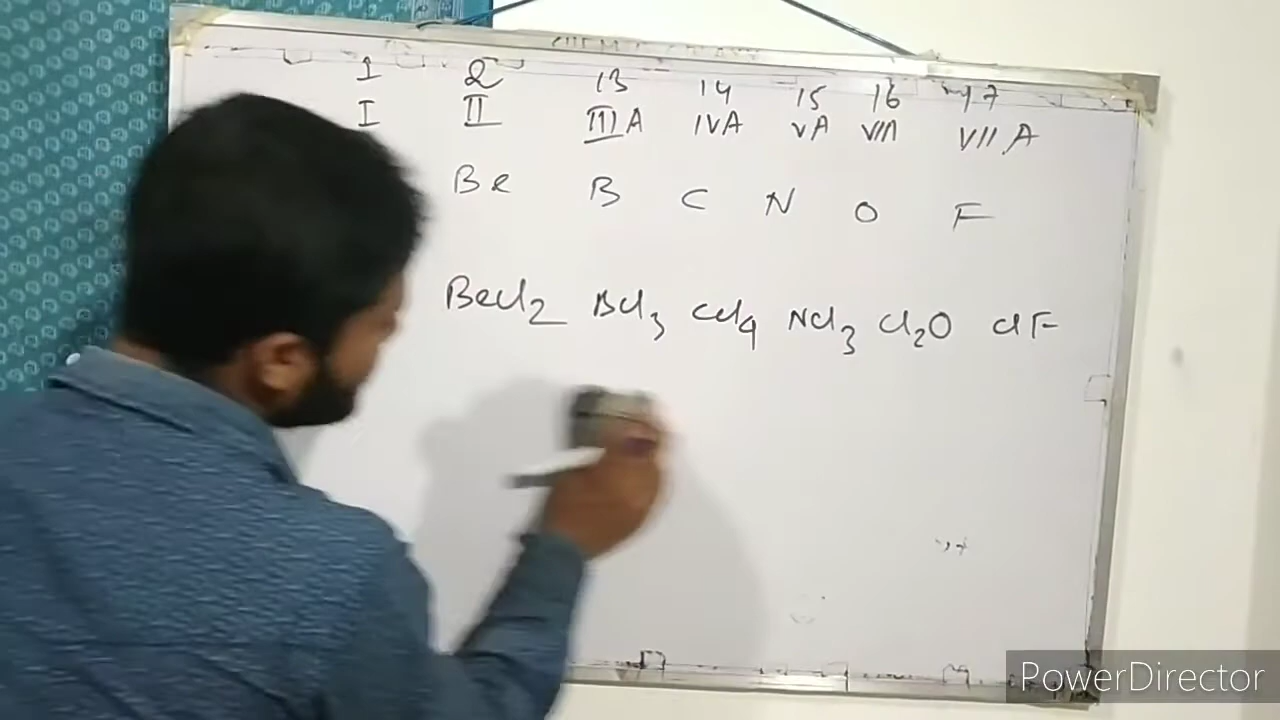 1 2 13 14 15 16 17
I II III A IVA VA VIA VII A
Be B C N O F
BeCl2 BCl3 CCl4 NCl3 Cl2O ClF
PowerDirector